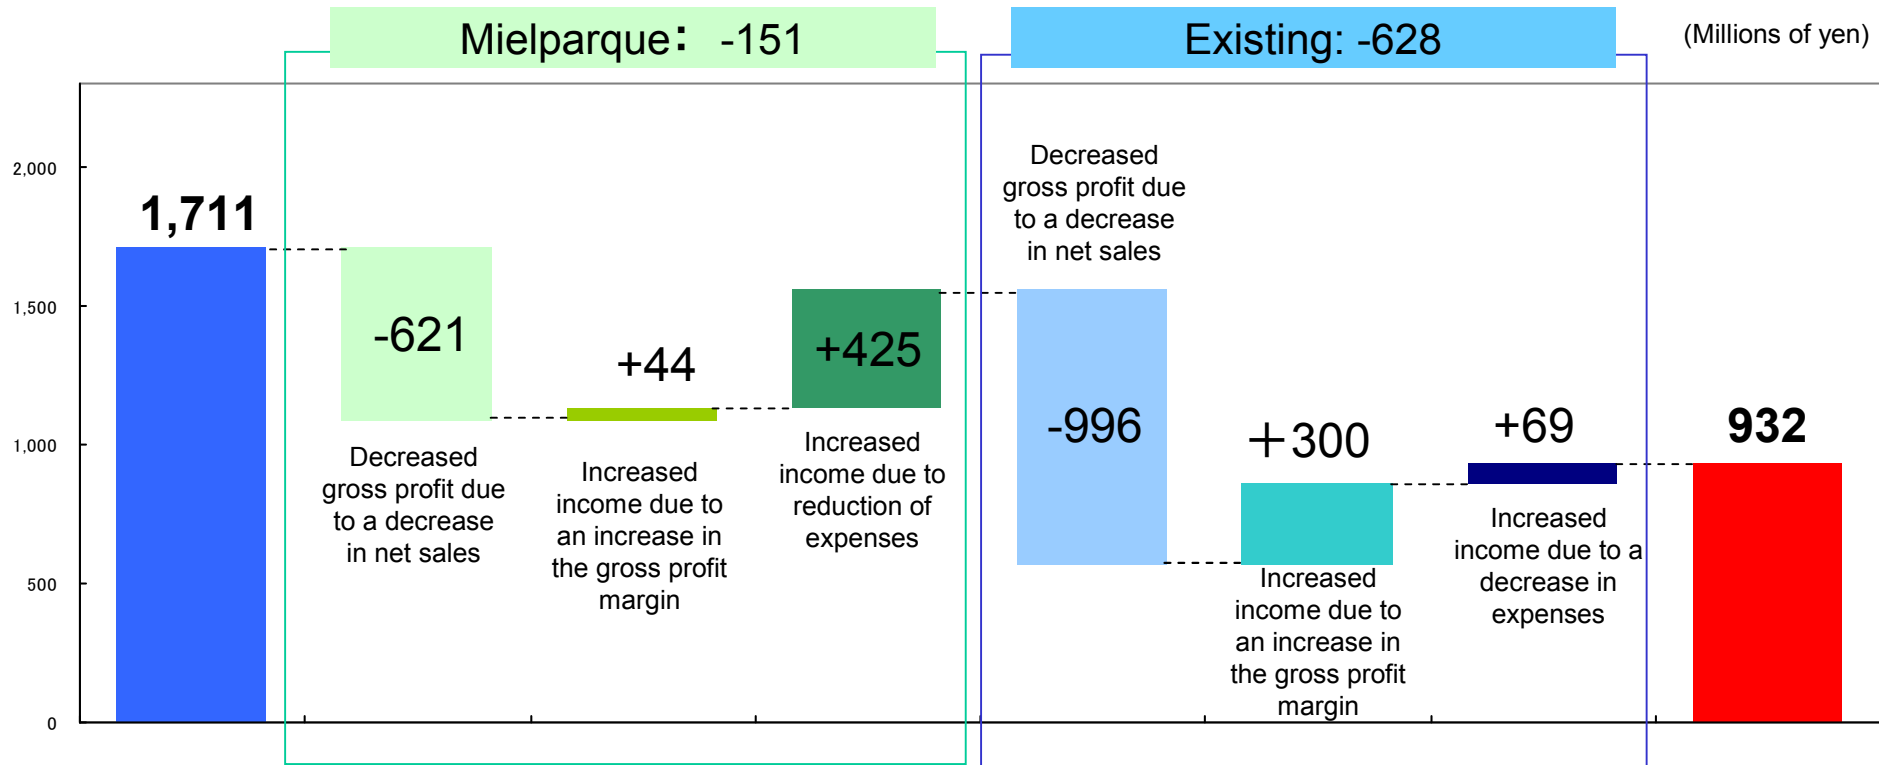 Mielparque: -151
Existing: -628
(Millions of yen)
2,000
1,500
1,000
500
0
1,711
-621
Decreased
gross profit due
to a decrease
in net sales
+44
Increased
income due to
an increase in
the gross profit
margin
+425
Increased
income due to
reduction of
expenses
Decreased
gross profit due
to a decrease
in net sales
-996
+300
Increased
income due to
an increase in
the gross profit
margin
+69
Increased
income due to a
decrease in
expenses
932